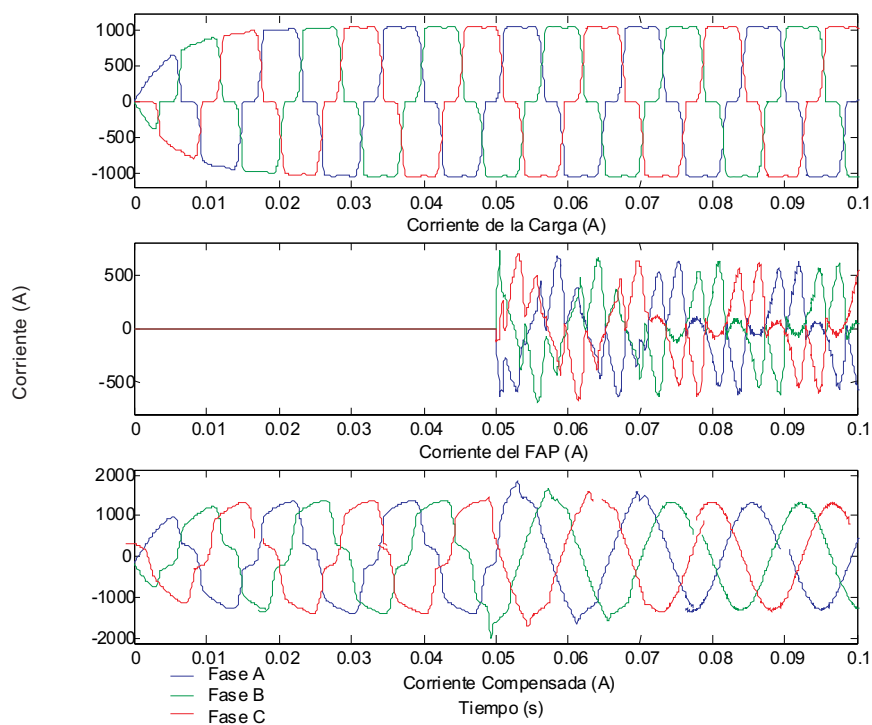 1000
500
0
-500
-1000
0 0.01 0.02 0.03 0.04 0.05 0.06 0.07 0.08 0.09 0.1
Corriente de la Carga (A)
500
0
-500
0 0.01 0.02 0.03 0.04 0.05 0.06 0.07 0.08 0.09 0.1
Corriente del FAP (A)
Corriente (A)
2000
1000
0
-1000
-2000
0 0.01 0.02 0.03 0.04 0.05 0.06 0.07 0.08 0.09 0.1
Corriente Compensada (A)
Tiempo (s)
Fase A
Fase B
Fase C